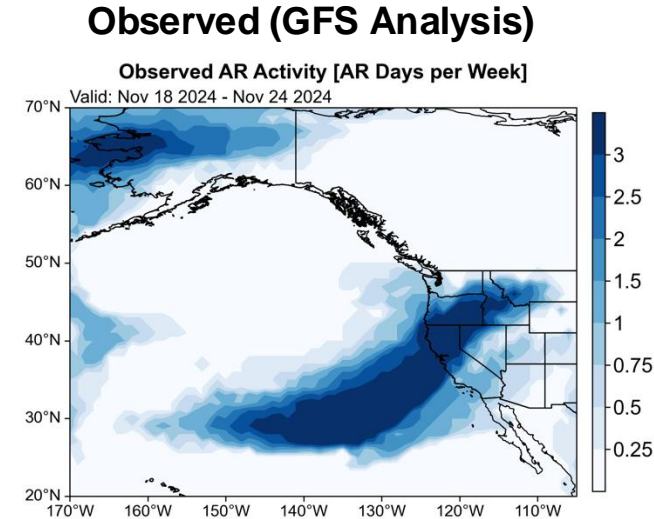 Observed (GFS Analysis)
Observed AR Activity [AR Days per Week]
Valid: Nov 18 2024 - Nov 24 2024
70°N
60°N
50°N
40°N
30°N
20°N
170°W 160°W 150°W 140°W 130°W 120°W 110°W
3
2.5
2
1.5
1
0.75
0.5
0.25